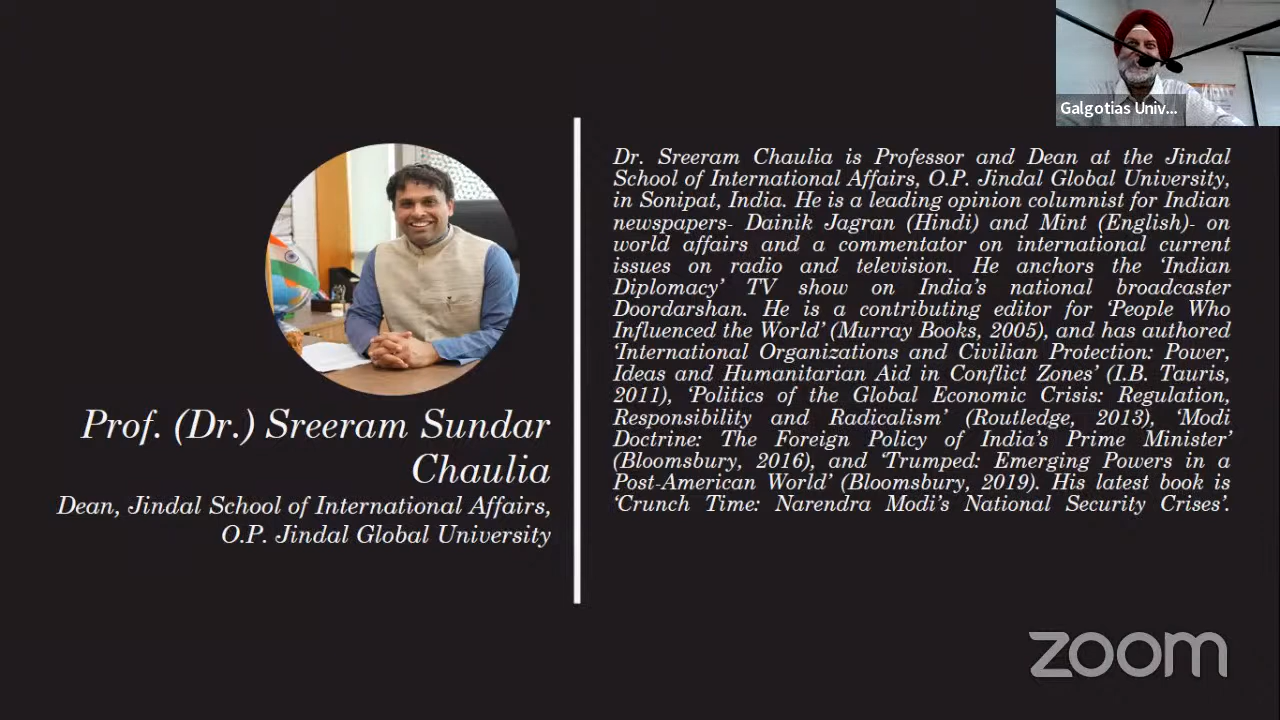 Galgotias Univ...
Dr. Sreeram Chaulia is Professor and Dean at the Jindal
School of International Affairs, O.P. Jindal Global University,
in Sonipat, India. He is a leading opinion columnist for Indian
newspapers- Dainik Jagran (Hindi) and Mint (English)- on
world affairs and a commentator on international current
issues on radio and television. He anchors the ‘Indian
Diplomacy’ TV show on India’s national broadcaster
Doordarshan. He is a contributing editor for ‘People Who
Influenced the World’ (Murray Books, 2005), and has authored
‘International Organizations and Civilian Protection: Power,
Ideas and Humanitarian Aid in Conflict Zones’ (I.B. Tauris,
2011), ‘Politics of the Global Economic Crisis: Regulation,
Responsibility and Radicalism’ (Routledge, 2013), ‘Modi
Doctrine: The Foreign Policy of India’s Prime Minister’
(Bloomsbury, 2016), and ‘Trumped: Emerging Powers in a
Post-American World’ (Bloomsbury, 2019). His latest book is
‘Crunch Time: Narendra Modi’s National Security Crises’.
Prof. (Dr.) Sreeram Sundar
Chaulia
Dean, Jindal School of International Affairs,
O.P. Jindal Global University
zoom